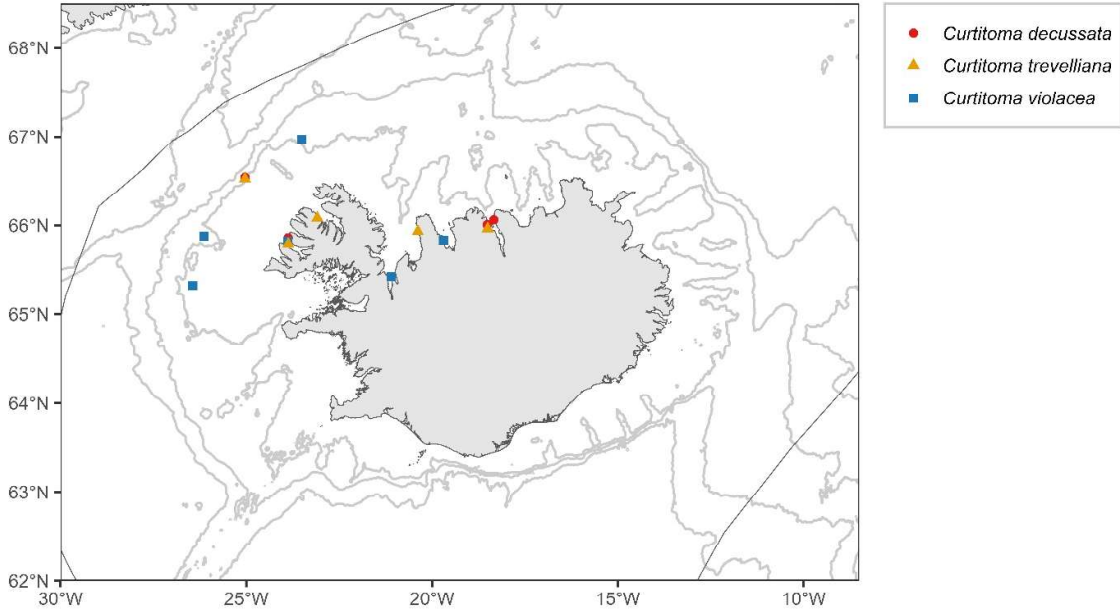 68°N
67°N
66°N
65°N
64°N
63°N
62°N
30°W 25°W 20°W 15°W 10°W
Curtitoma decussata
Curtitoma trevelliana
Curtitoma violacea